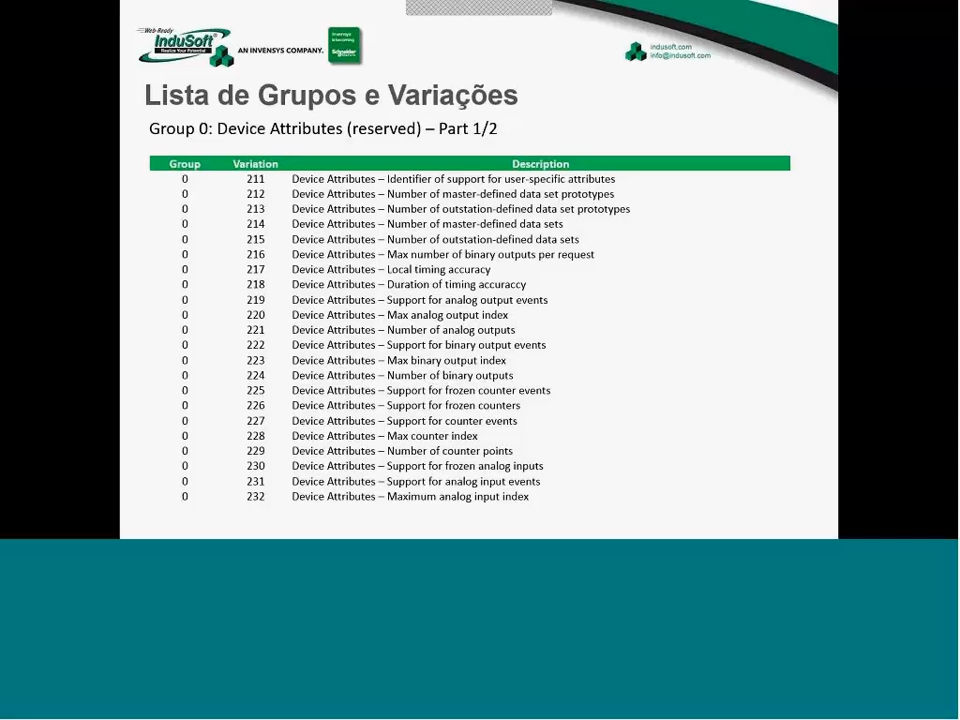 Web-Ready
InduSoft®
Realize Your Potential
AN INVENSYS COMPANY.
Invensys
Schneider
indusoft.com
info@indusoft.com
Lista de Grupos e Variações
Group 0: Device Attributes (reserved) – Part 1/2
Group Variation Description
0 211 Device Attributes – Identifier of support for user-specific attributes
0 212 Device Attributes – Number of master-defined data set prototypes
0 213 Device Attributes – Number of outstation-defined data set prototypes
0 214 Device Attributes – Number of master-defined data sets
0 215 Device Attributes – Number of outstation-defined data sets
0 216 Device Attributes – Max number of binary outputs per request
0 217 Device Attributes – Local timing accuracy
0 218 Device Attributes – Duration of timing accuraccy
0 219 Device Attributes – Support for analog output events
0 220 Device Attributes – Max analog output index
0 221 Device Attributes – Number of analog outputs
0 222 Device Attributes – Support for binary output events
0 223 Device Attributes – Max binary output index
0 224 Device Attributes – Number of binary outputs
0 225 Device Attributes – Support for frozen counter events
0 226 Device Attributes – Support for frozen counters
0 227 Device Attributes – Support for counter events
0 228 Device Attributes – Max counter index
0 229 Device Attributes – Number of counter points
0 230 Device Attributes – Support for frozen analog inputs
0 231 Device Attributes – Support for analog input events
0 232 Device Attributes – Maximum analog input index